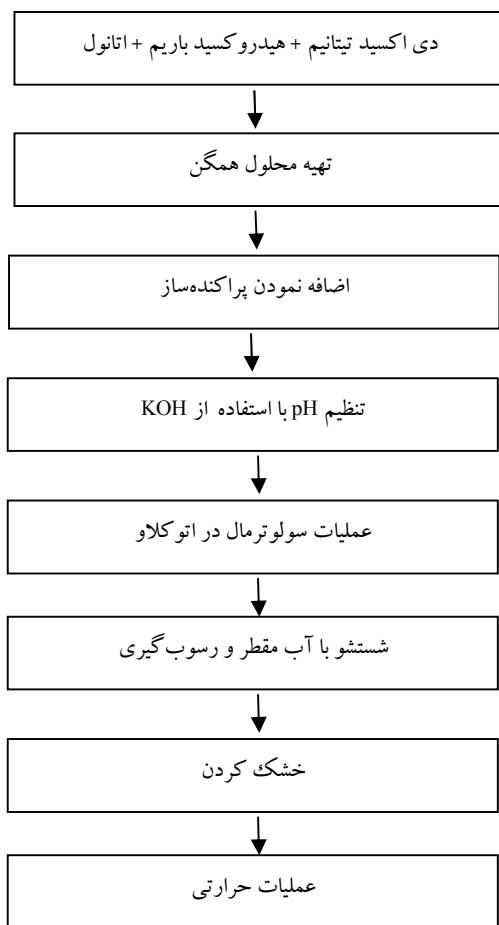 دی اکسید تیتانیم + هیدروکسید باریم + اتانول
تهیه محلول همگن
اضافه نمودن پراکنده‌ساز
تنظیم pH با استفاده از KOH
عملیات سولوترمال در اتوکلاو
شستشو با آب مقطر و رسوب‌گیری
خشک کردن
عملیات حرارتی